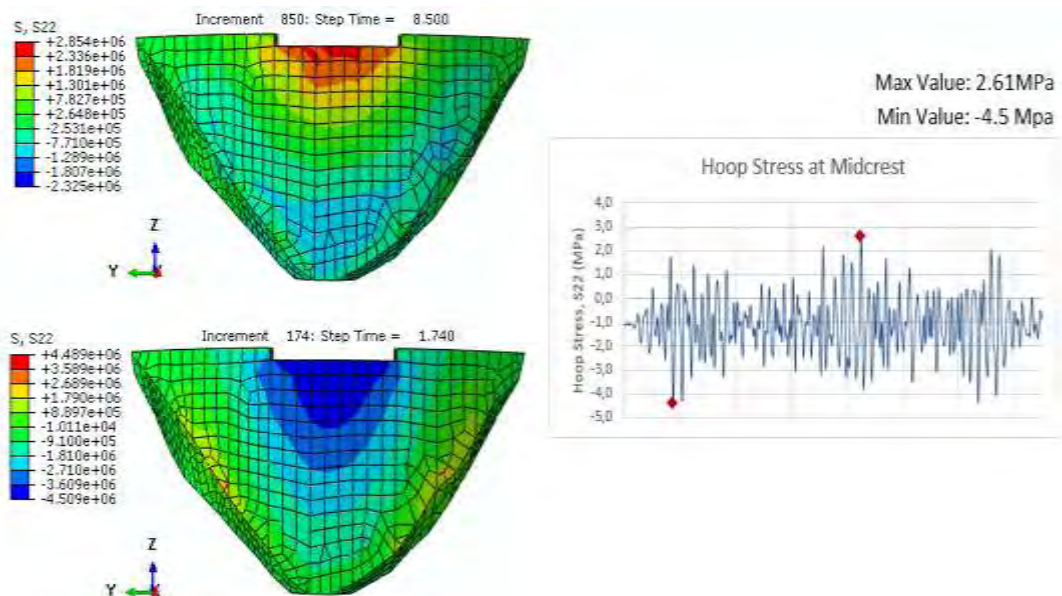 Increment 850: Step Time = 8.500
S, S22
+2.854e+06
+2.336e+06
+1.819e+06
+1.301e+06
+7.827e+05
+2.648e+05
-2.531e+05
-7.710e+05
-1.289e+06
-1.807e+06
-2.325e+06
Z
Y
Increment 174: Step Time = 1.740
S, S22
+4.489e+06
+3.589e+06
+2.689e+06
+1.790e+06
+8.897e+05
-1.011e+04
-9.100e+05
-1.810e+06
-2.710e+06
-3.609e+06
-4.509e+06
Z
Y
Max Value: 2.61MPa
Min Value: -4.5 Mpa
Hoop Stress at Midcrest
Hoop Stress, S22 (MPa)
4,0
3,0
2,0
1,0
0,0
-1,0
-2,0
-3,0
-4,0
-5,0